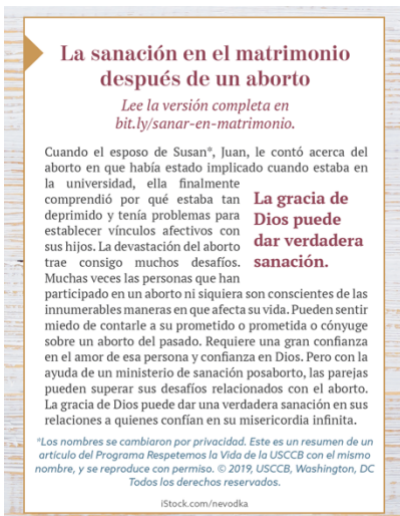 La sanación en el matrimonio
después de un aborto
Lee la versión completa en
bit.ly/sanar-en-matrimonio.
Cuando el esposo de Susan*, Juan, le contó acerca del
aborto en que había estado implicado cuando estaba en
la universidad, ella finalmente
comprendió por qué estaba tan
deprimido y tenía problemas para
establecer vínculos afectivos con
sus hijos. La devastación del aborto
trae consigo muchos desafíos.
Muchas veces las personas que han
La gracia de
Dios puede
dar verdadera
sanación.
participado en un aborto ni siquiera son conscientes de las
innumerables maneras en que afecta su vida. Pueden sentir
miedo de contarle a su prometido o prometida o cónyuge
sobre un aborto del pasado. Requiere una gran confianza
en el amor de esa persona y confianza en Dios. Pero con la
ayuda de un ministerio de sanación posaborto, las parejas
pueden superar sus desafíos relacionados con el aborto.
La gracia de Dios puede dar una verdadera sanación en sus
relaciones a quienes confían en su misericordia infinita.
*Los nombres se cambiaron por privacidad. Este es un resumen de un
artículo del Programa Respetemos la Vida de la USCCB con el mismo
nombre, y se reproduce con permiso. © 2019, USCCB, Washington, DC
Todos los derechos reservados.
iStock.com/nevodka